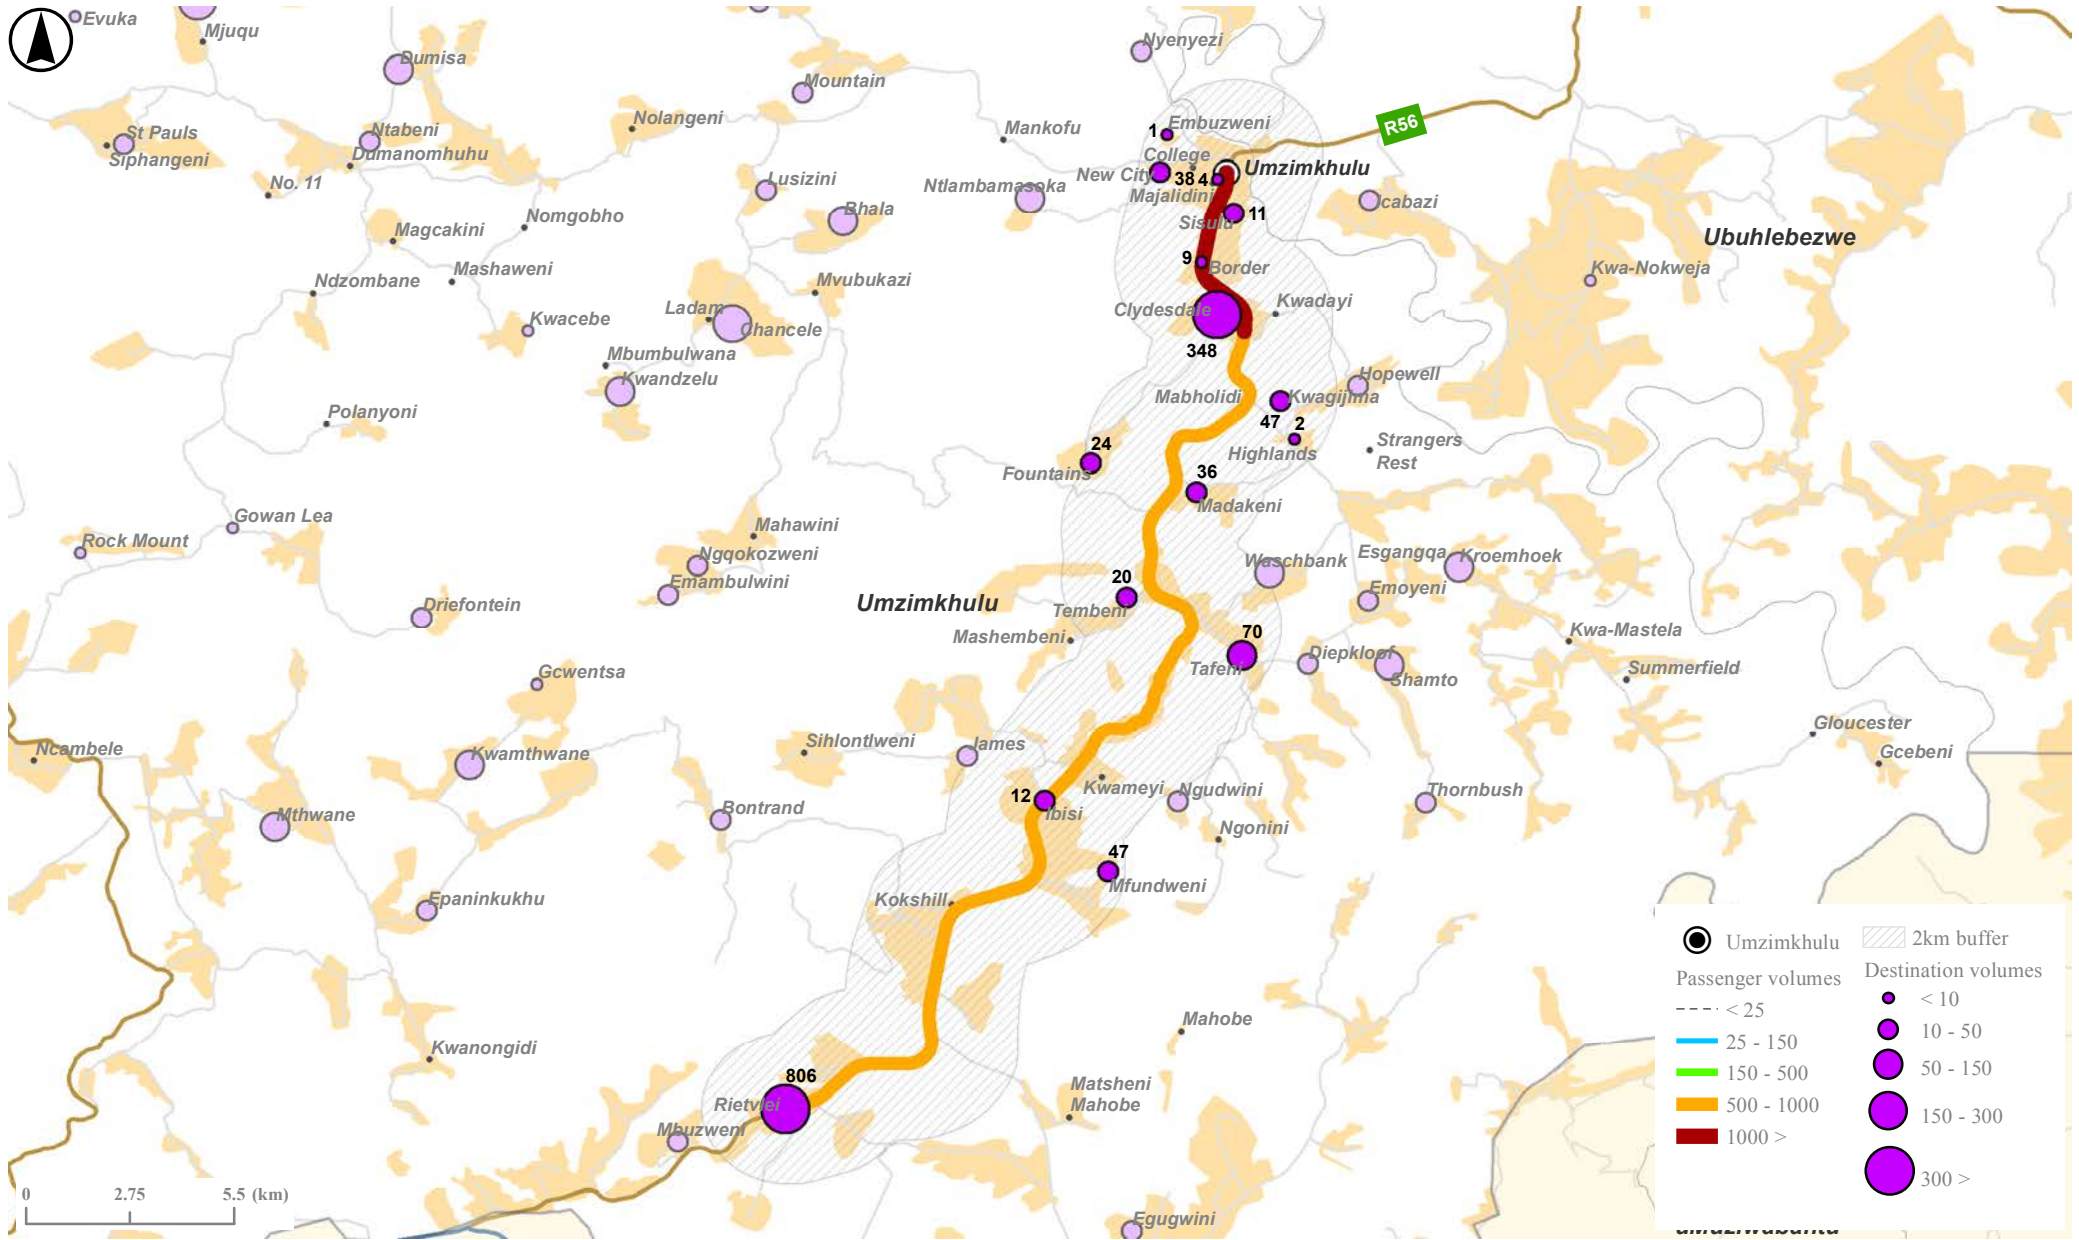 Evuka
Mjuqu
Dumisa
Nyenyezi
Mountain
Nolangeni
Mankofu
R56
St Pauls
Siphangeni
Ntabeni
Dumanomhuhu
1
Embuzweni
College
New City
38
4
Umzimkhulu
Majalidini
No. 11
Lusizini
Ntlambamasoka
Icabazi
Bhala
Nomgobho
Magcakini
11
Sisulu
Ubuhlebezwe
Mashaweni
Ndzombane
Mvubukazi
9
Border
Kwa-Nokweja
Ladam
Chancele
Kwacebe
Clydesdale
Kwadayi
348
Mbumbulwana
Kwandzelu
Hopewell
Mabholidi
Kwagijima
47
2
Polanyoni
24
Fountains
Highlands
Strangers
Rest
36
Madakeni
Gowan Lea
Mahawini
Rock Mount
Ngqokozweni
Emambulwini
Waschbank
Esgangqa
Kroemhoek
20
Tembeni
Emoyeni
Driefontein
Umzimkhulu
Mashembeni
70
Tafeni
Diepkloof
Shamto
Kwa-Mastela
Summerfield
Gcwentsa
Gloucester
Gcebeni
Ncambele
Kwamthwane
Sihlontlweni
Iames
Kwameyi
Ngudwini
Thornbush
12
Ibisi
Mthwane
Bontrand
Ngonini
47
Mfundweni
Epaninkukhu
Kokshill
Mahobe
Kwanongidi
806
Rietvlei
Matsheni
Mahobe
Mbuzweni
Egugwini
0 2.75 5.5 (km)
Umzimkhulu
2km buffer
Passenger volumes
Destination volumes
< 25
< 10
25 - 150
10 - 50
150 - 500
50 - 150
500 - 1000
150 - 300
1000 >
300 >